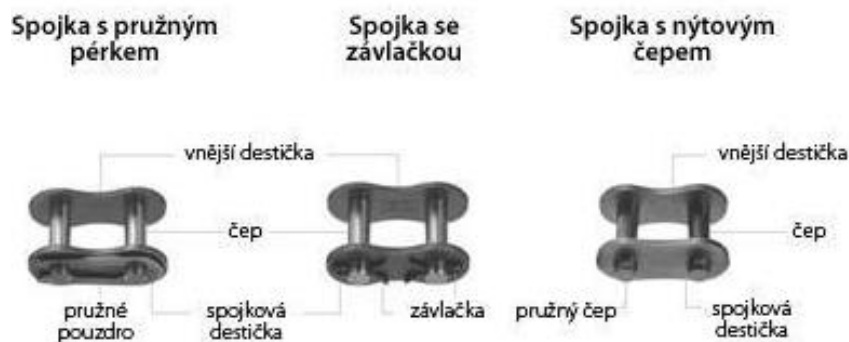 Spojka s pružným
pérkem
Spojka se
závlačkou
Spojka s nýtovým
čepem
vnější destička
vnější destička
čep
čep
pružné
pouzdro
spojková
destička
závlačka
pružný čep
spojková
destička